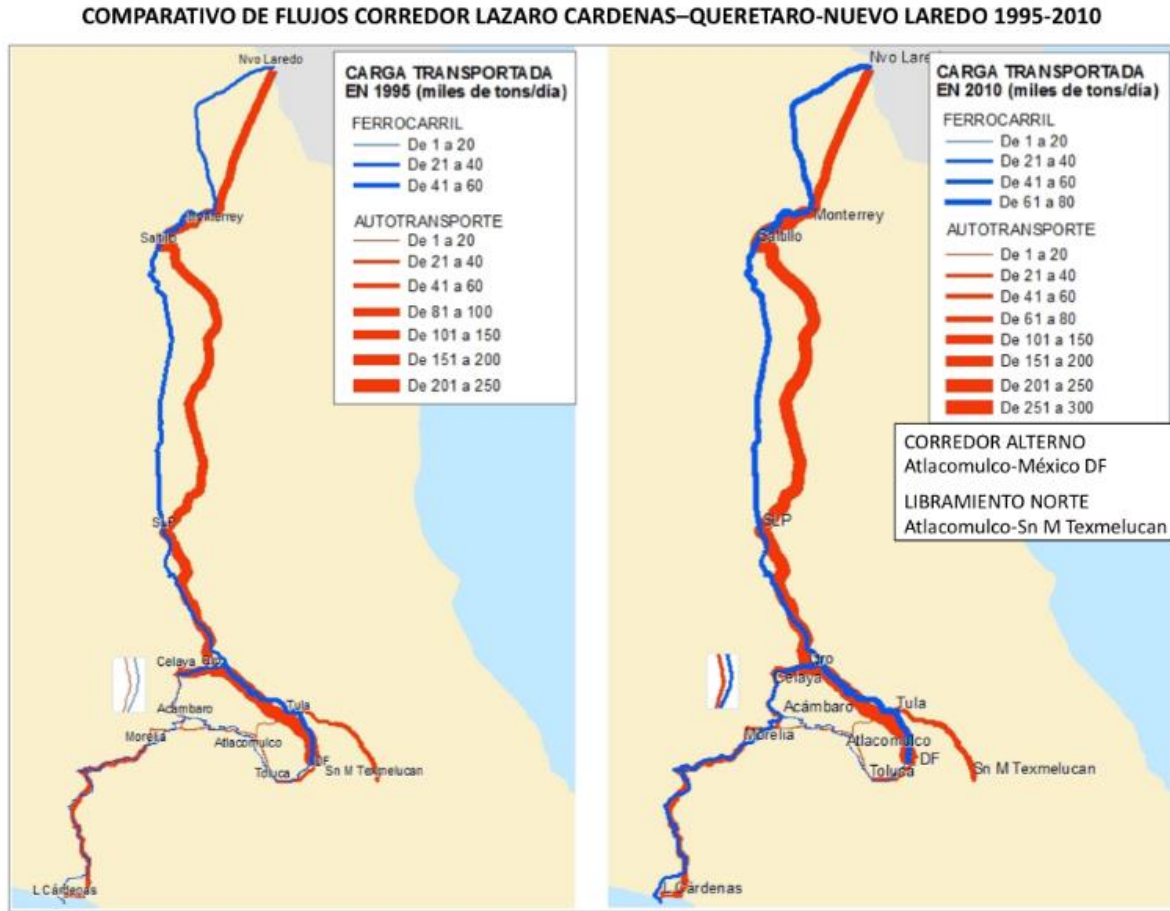 COMPARATIVO DE FLUJOS CORREDOR LAZARO CARDENAS–QUERETARO-NUEVO LAREDO 1995-2010
Nvo Laredo
CARGA TRANSPORTADA
EN 1995 (miles de tons/día)
FERROCARRIL
De 1 a 20
De 21 a 40
De 41 a 60
AUTOTRANSPORTE
De 1 a 20
De 21 a 40
De 41 a 60
De 81 a 100
De 101 a 150
De 151 a 200
De 201 a 250
Monterrey
Saltillo
SLP
Celaya
Acámbaro
Tula
Morelia
Atlacomulco
DF
Toluca
Sn M Texmelucan
L Cárdenas
Nvo Lare
CARGA TRANSPORTADA
EN 2010 (miles de tons/día)
FERROCARRIL
De 1 a 20
De 21 a 40
De 41 a 60
De 61 a 80
AUTOTRANSPORTE
De 1 a 20
De 21 a 40
De 41 a 60
De 61 a 80
De 101 a 150
De 151 a 200
De 201 a 250
De 251 a 300
CORREDOR ALTERNO
Atlacomulco-México DF
LIBRAMIENTO NORTE
Atlacomulco-Sn M Texmelucan
Monterrey
Saltillo
SLP
Qro
Celaya
Acámbaro
Tula
Morelia
Atlacomulco
DF
Toluca
Sn M Texmelucan
L Cárdenas